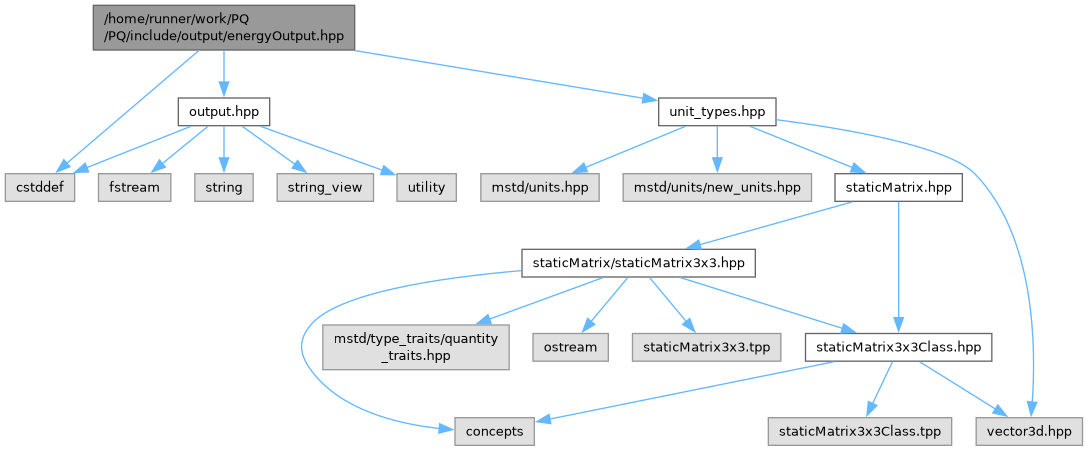 /home/runner/work/PQ
/PQ/include/output/energyOutput.hpp
output.hpp
unit_types.hpp
cstddef
fstream
string
string_view
utility
mstd/units.hpp
mstd/units/new_units.hpp
staticMatrix.hpp
staticMatrix/staticMatrix3x3.hpp
mstd/type_traits/quantity
_traits.hpp
ostream
staticMatrix3x3.tpp
staticMatrix3x3Class.hpp
concepts
staticMatrix3x3Class.tpp
vector3d.hpp